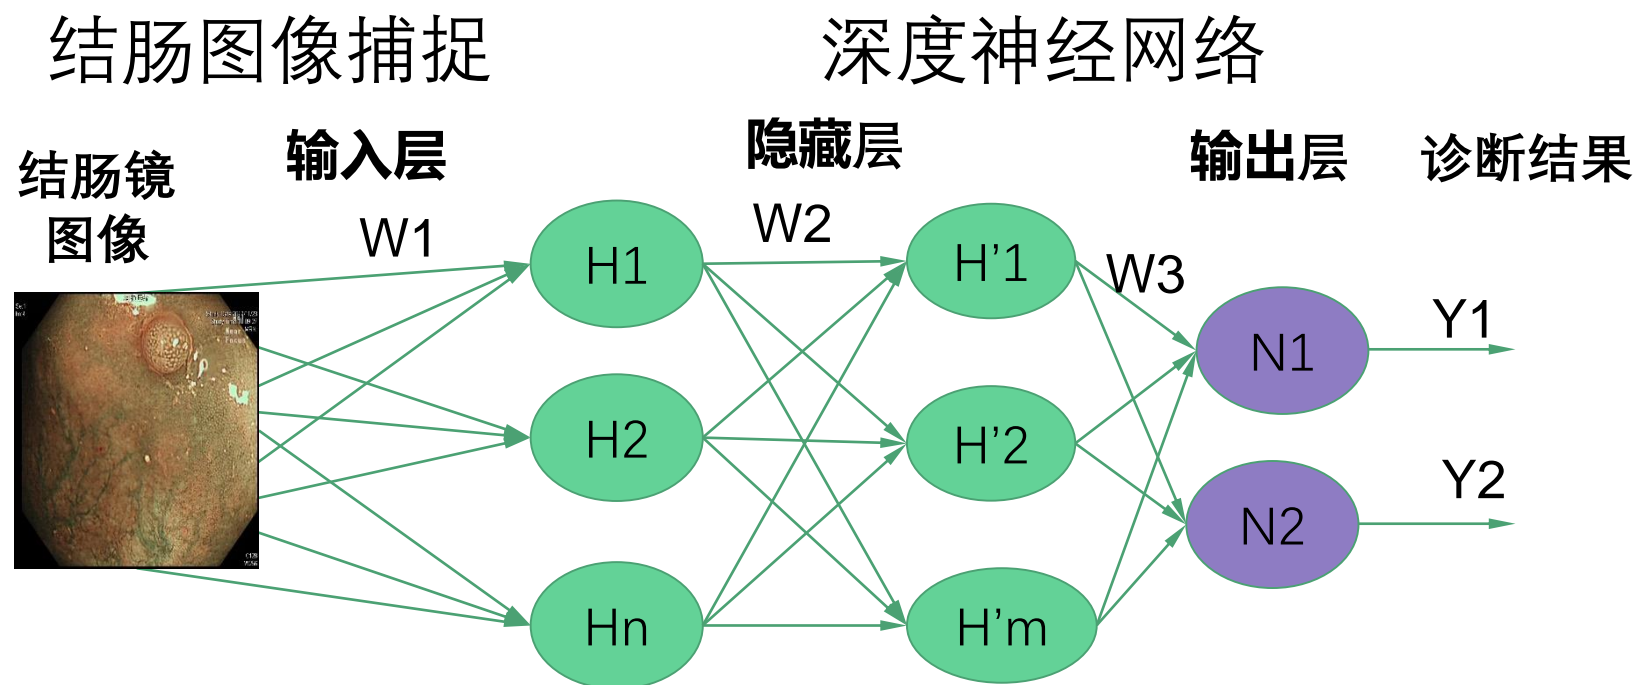 结肠图像捕捉
深度神经网络
结肠镜
图像
输入层
隐藏层
输出层
诊断结果
W1
W2
W3
H1
H2
Hn
H’1
H’2
H’m
N1
N2
Y1
Y2